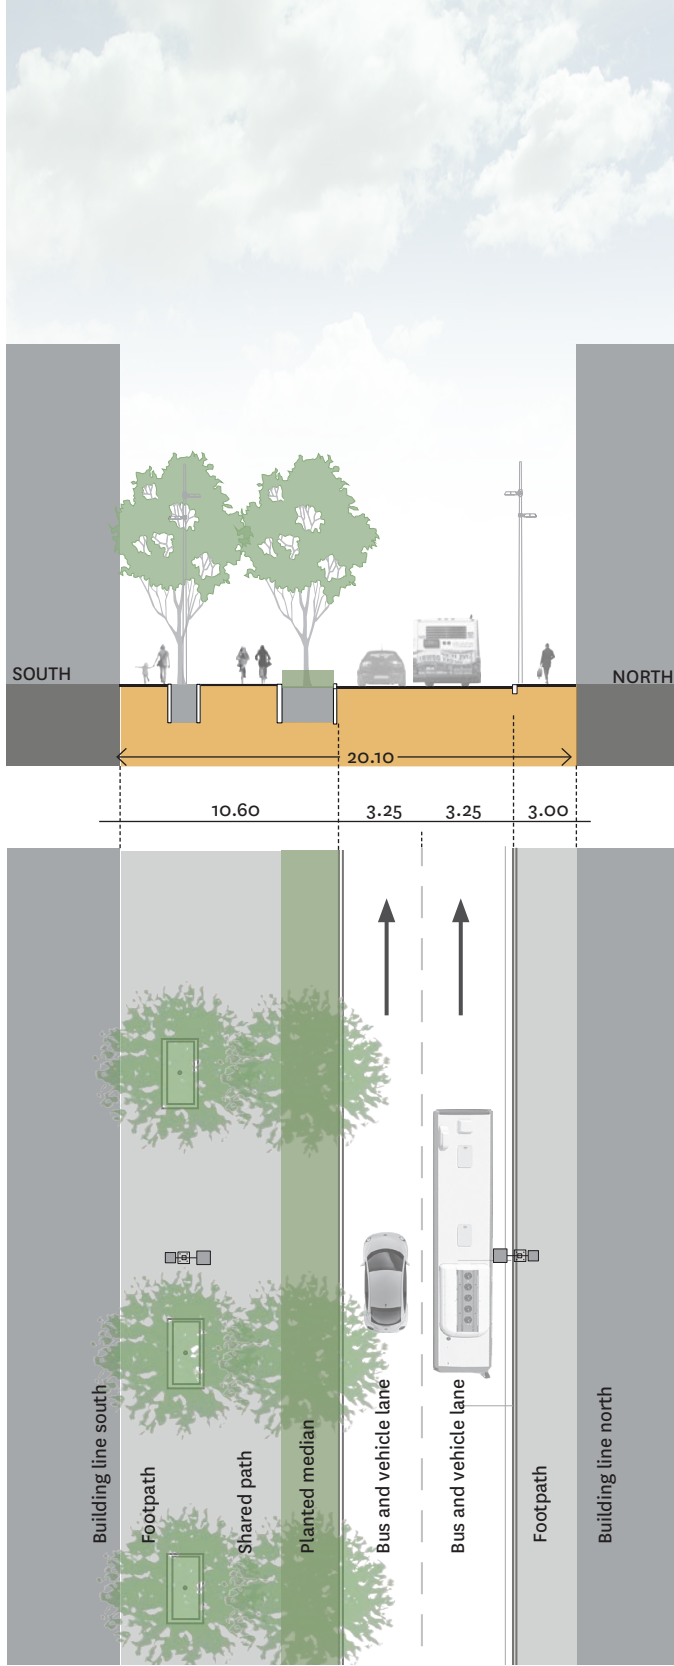 SOUTH
NORTH
20.10
10.60
3.25
3.25
3.00
Building line south
Footpath
Shared path
Planted median
Bus and vehicle lane
Bus and vehicle lane
Footpath
Building line north